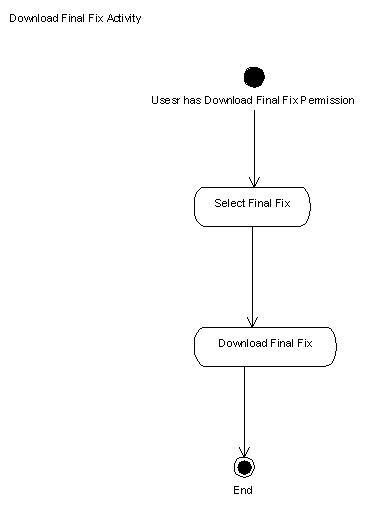 Download Final Fix Activity
Usesr has Download Final Fix Permission
Select Final Fix
Download Final Fix
End